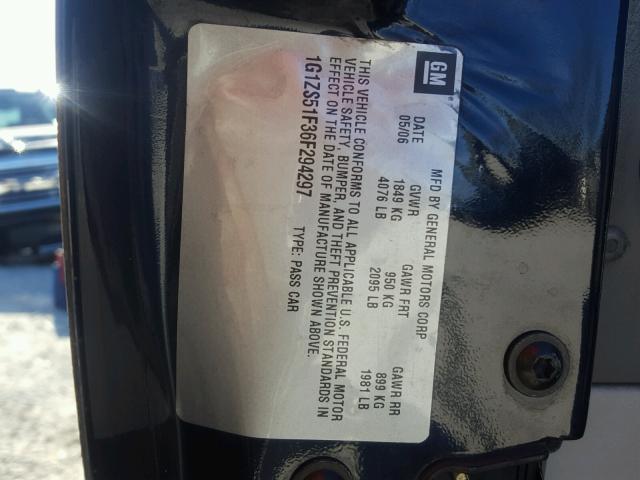 GM
MFD BY GENERAL MOTORS CORP
DATE GVWR GAWR FRT GAWR RR
05/06 1849 KG 950 KG 899 KG
4076 LB 2095 LB 1981 LB
THIS VEHICLE CONFORMS TO ALL APPLICABLE U.S. FEDERAL MOTOR
VEHICLE SAFETY, BUMPER, AND THEFT PREVENTION STANDARDS IN
EFFECT ON THE DATE OF MANUFACTURE SHOWN ABOVE.
1G1ZS51F36F294297 TYPE: PASS CAR